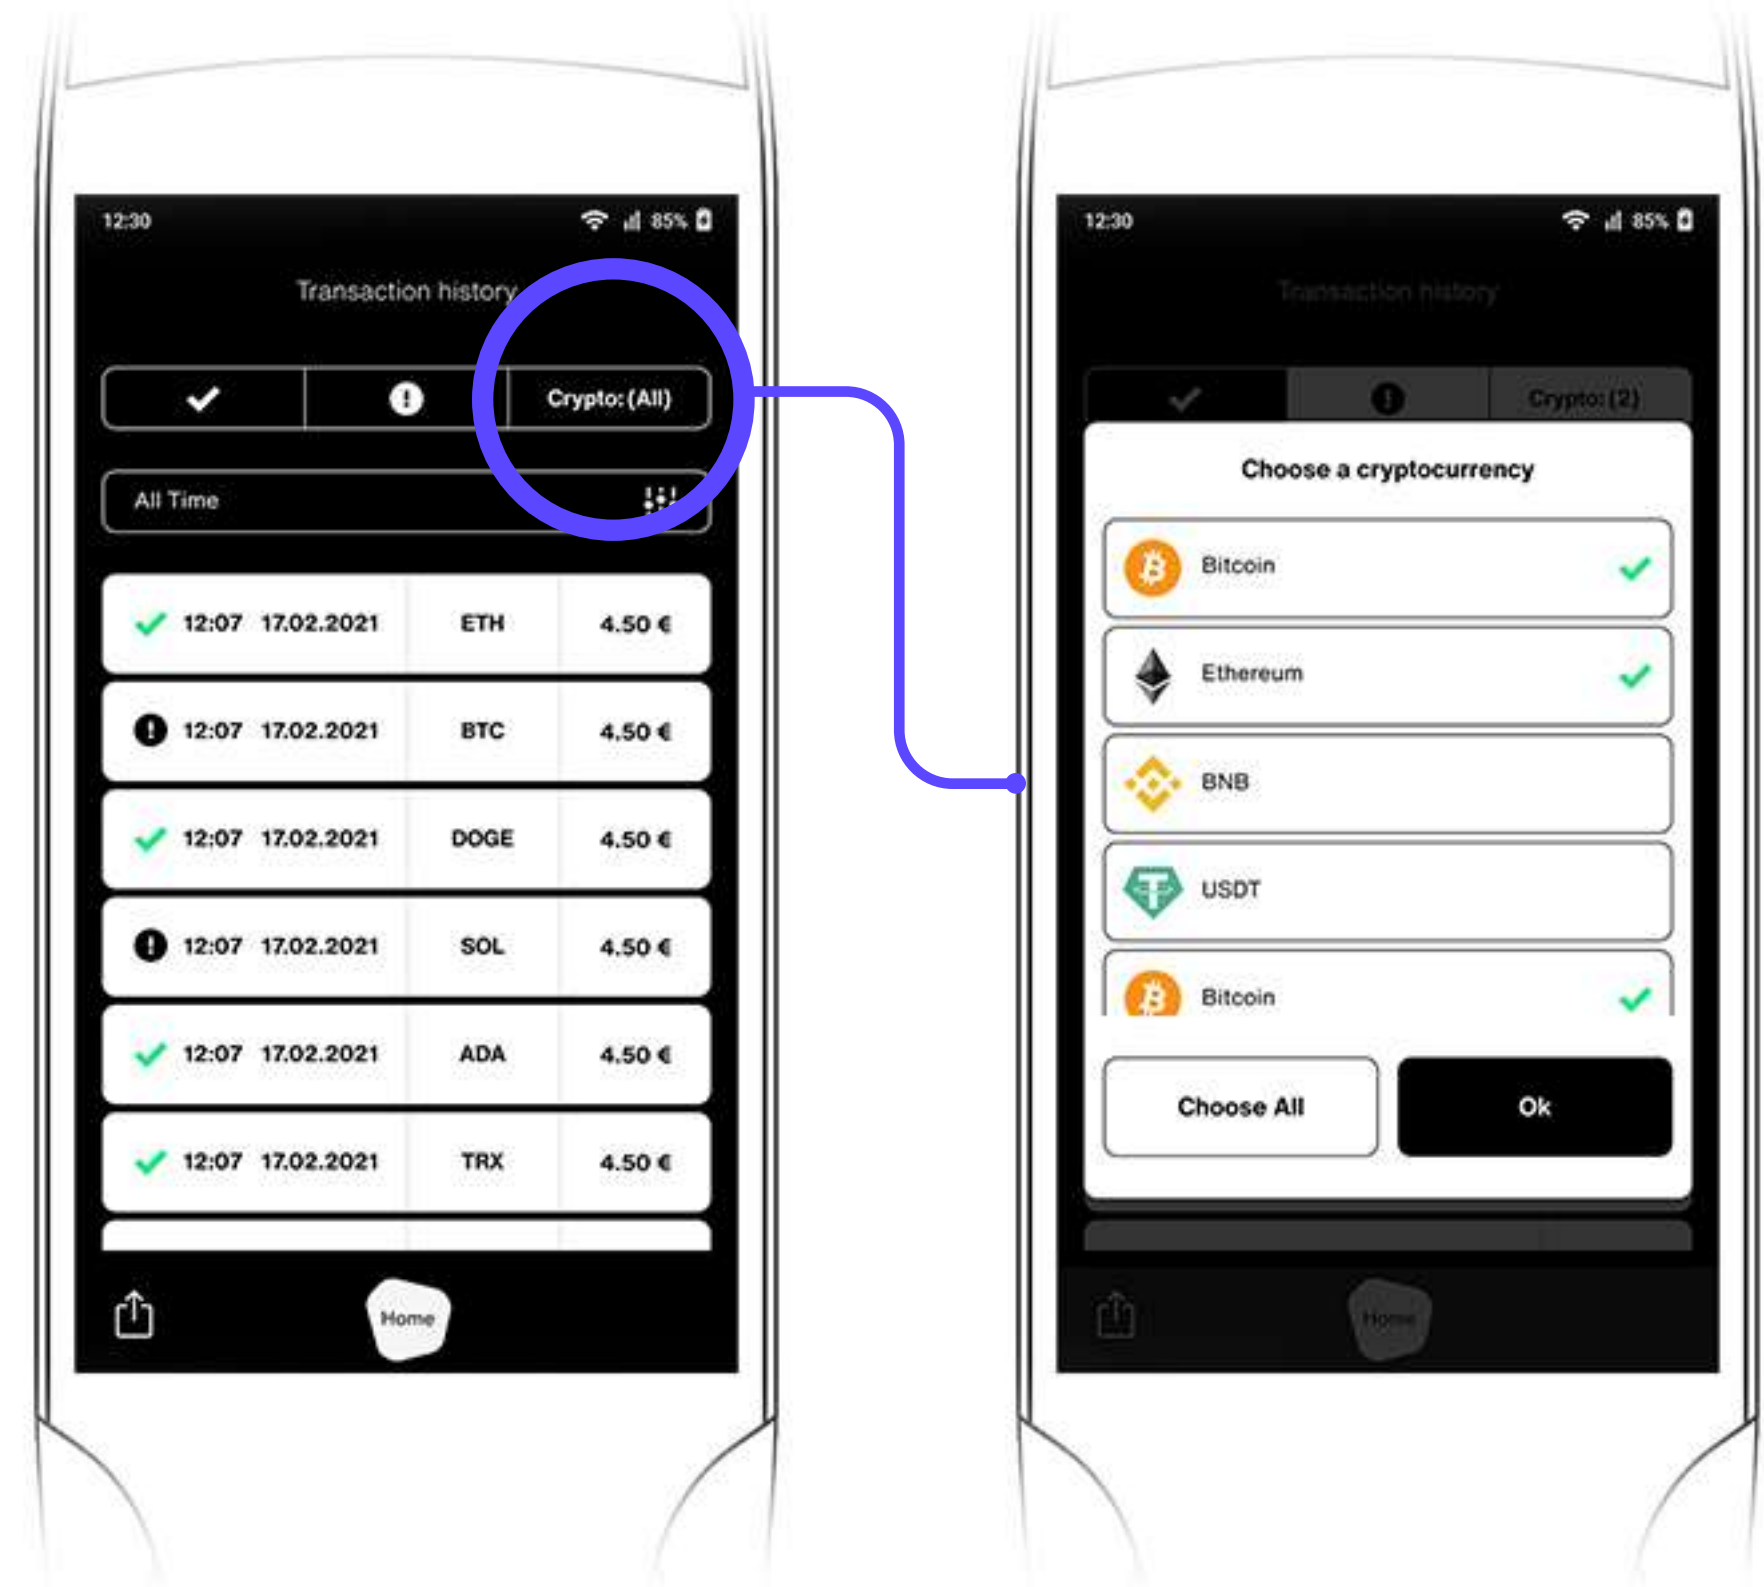 12:30
85%
Transaction history
Crypto: (All)
All Time
12:07 17.02.2021 ETH 4.50 €
12:07 17.02.2021 BTC 4.50 €
12:07 17.02.2021 DOGE 4.50 €
12:07 17.02.2021 SOL 4.50 €
12:07 17.02.2021 ADA 4.50 €
12:07 17.02.2021 TRX 4.50 €
Home
12:30
85%
Transaction history
Crypto: (2)
Choose a cryptocurrency
Bitcoin
Ethereum
BNB
USDT
Bitcoin
Choose All
Ok
Home